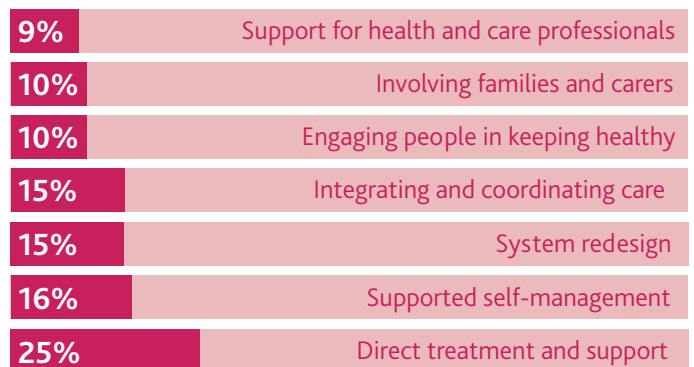 9% Support for health and care professionals
10% Involving families and carers
10% Engaging people in keeping healthy
15% Integrating and coordinating care
15% System redesign
16% Supported self-management
25% Direct treatment and support